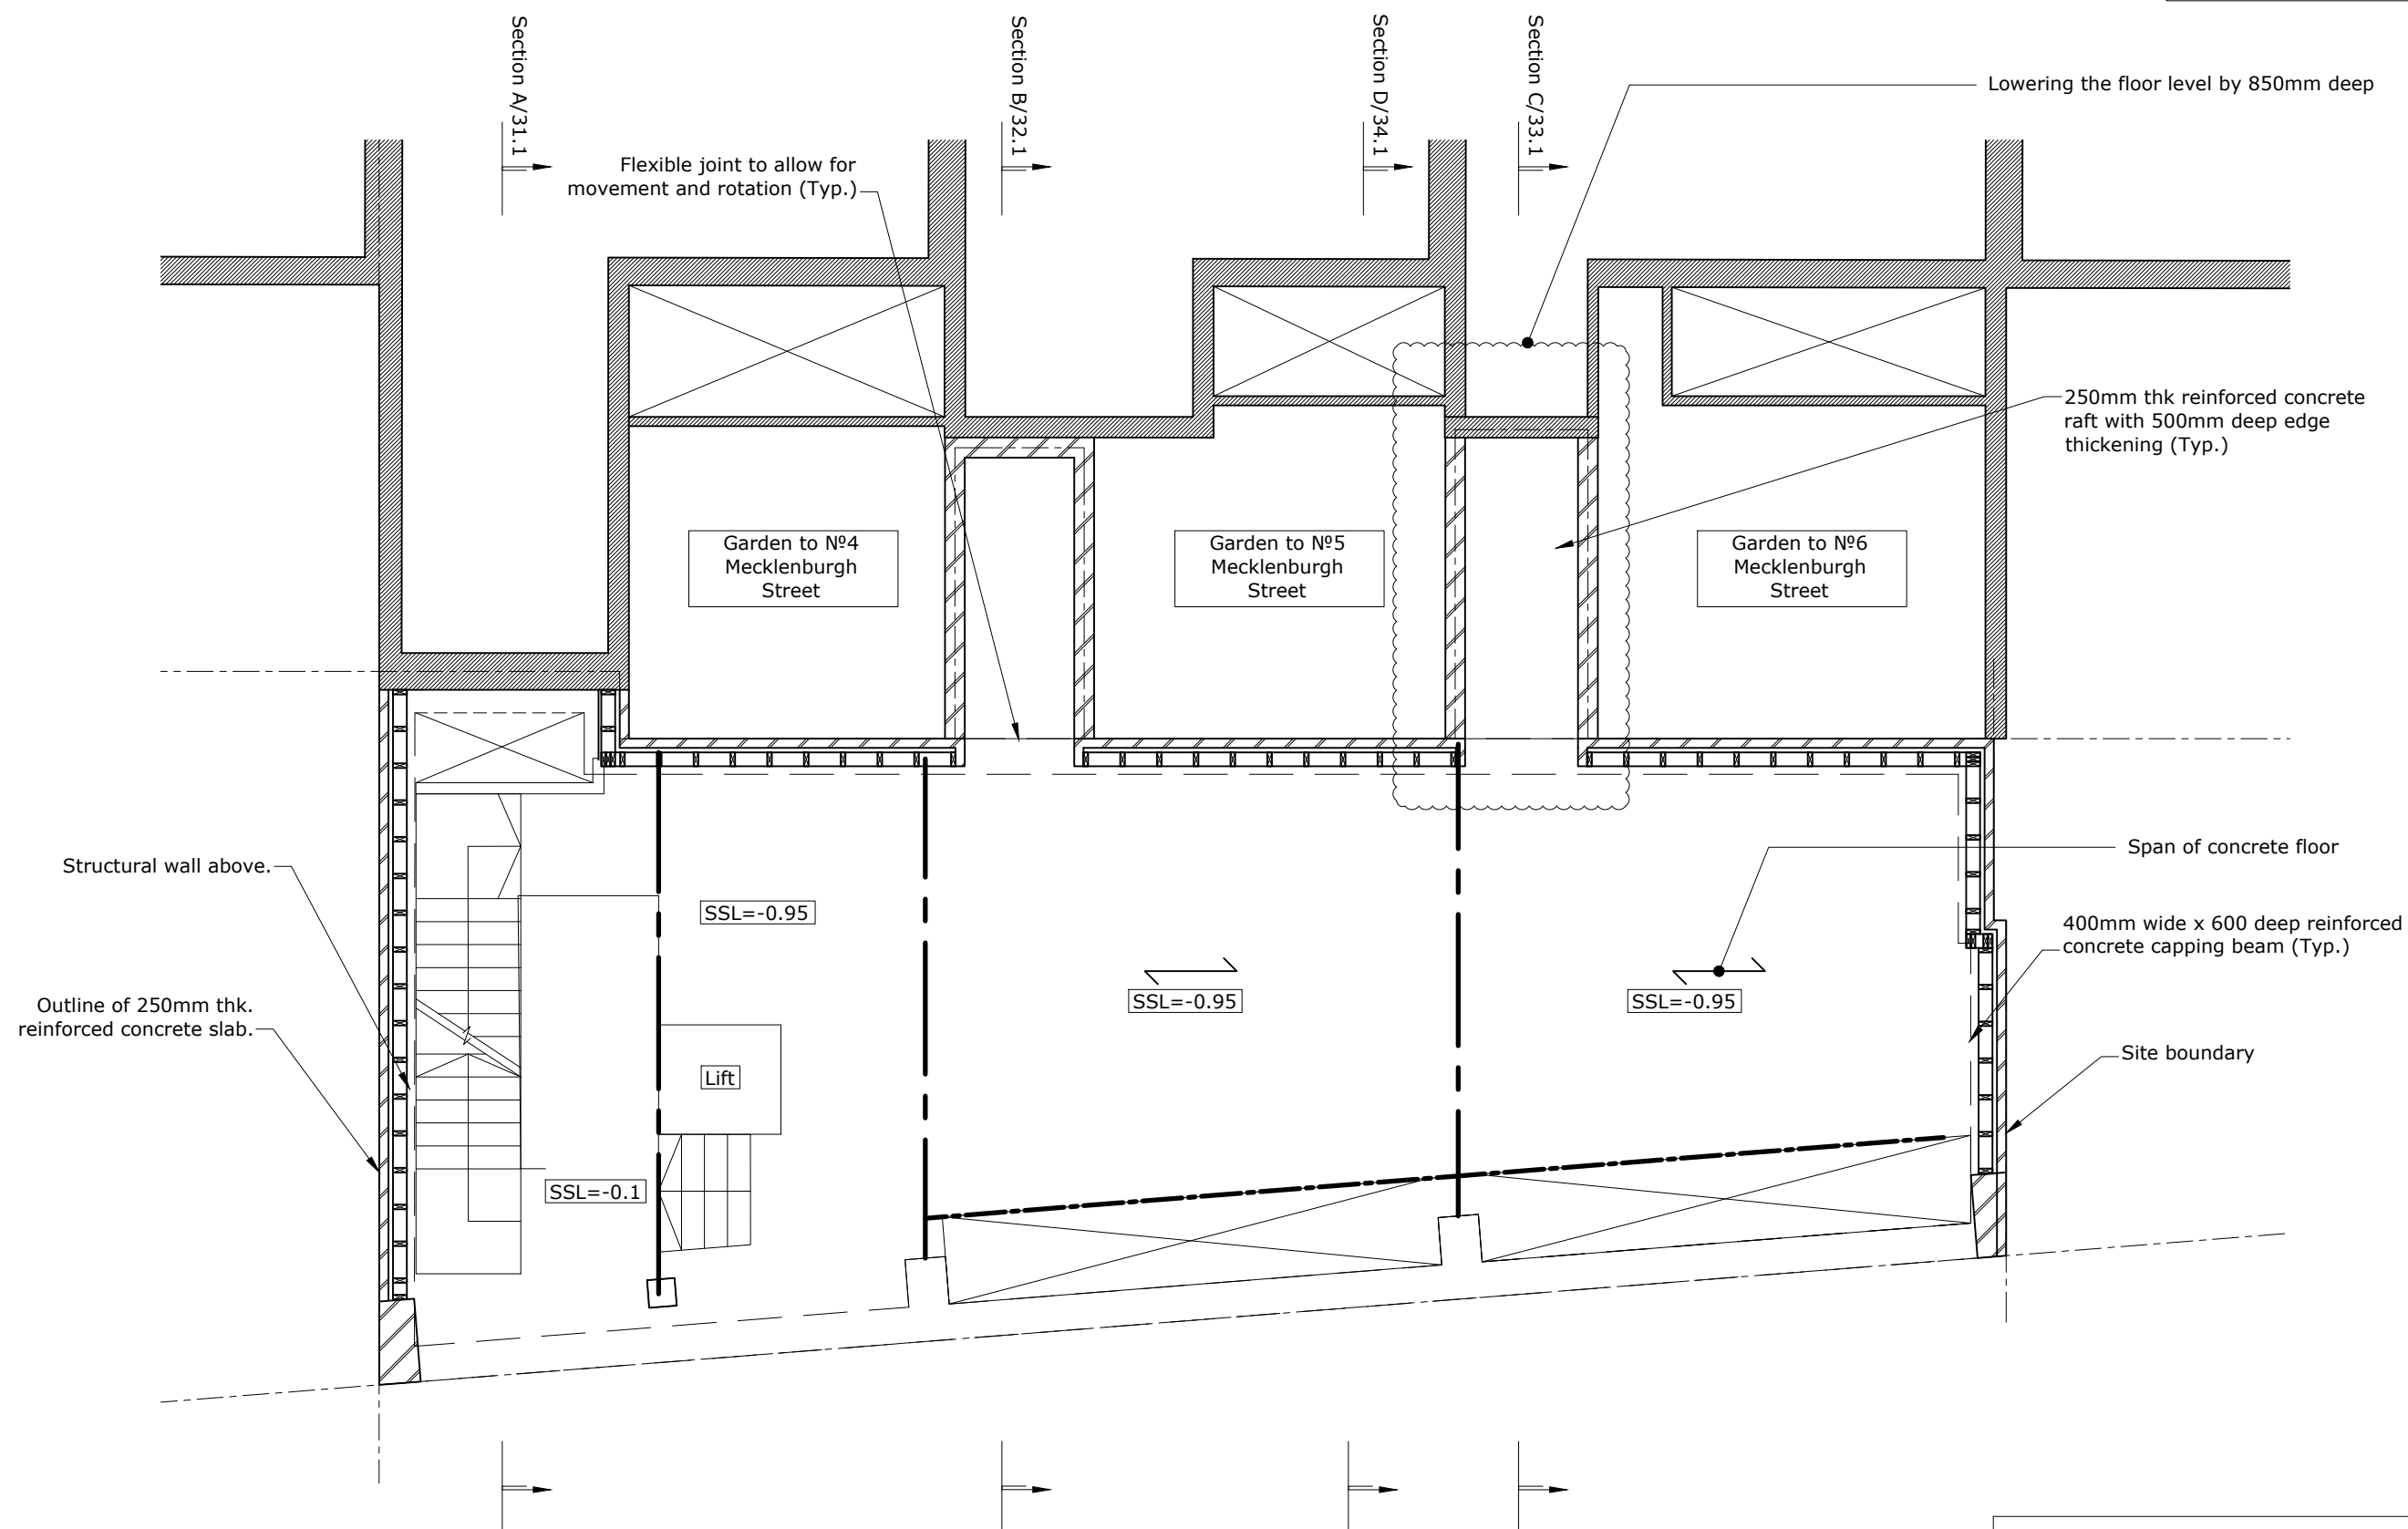 Section A/31.1
Section B/32.1
Section D/34.1
Section C/33.1
Lowering the floor level by 850mm deep
Flexible joint to allow for
movement and rotation (Typ.)
250mm thk reinforced concrete
raft with 500mm deep edge
thickening (Typ.)
Garden to Nº4
Mecklenburgh
Street
Garden to Nº5
Mecklenburgh
Street
Garden to Nº6
Mecklenburgh
Street
Structural wall above.
Span of concrete floor
SSL=-0.95
400mm wide x 600 deep reinforced
concrete capping beam (Typ.)
SSL=-0.95
SSL=-0.95
Outline of 250mm thk.
reinforced concrete slab.
Site boundary
Lift
SSL=-0.1